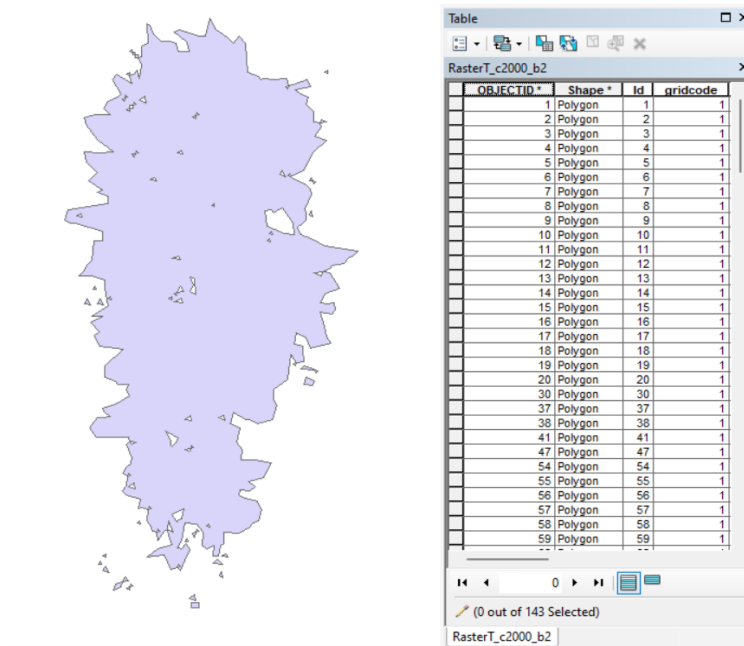 Table
RasterT_c2000_b2
OBJECTID * Shape * Id gridcode
1 Polygon 1 1
2 Polygon 2 1
3 Polygon 3 1
4 Polygon 4 1
5 Polygon 5 1
6 Polygon 6 1
7 Polygon 7 1
8 Polygon 8 1
9 Polygon 9 1
10 Polygon 10 1
11 Polygon 11 1
12 Polygon 12 1
13 Polygon 13 1
14 Polygon 14 1
15 Polygon 15 1
16 Polygon 16 1
17 Polygon 17 1
18 Polygon 18 1
19 Polygon 19 1
20 Polygon 20 1
30 Polygon 30 1
37 Polygon 37 1
38 Polygon 38 1
41 Polygon 41 1
47 Polygon 47 1
54 Polygon 54 1
55 Polygon 55 1
56 Polygon 56 1
57 Polygon 57 1
58 Polygon 58 1
59 Polygon 59 1
0
(0 out of 143 Selected)
RasterT_c2000_b2